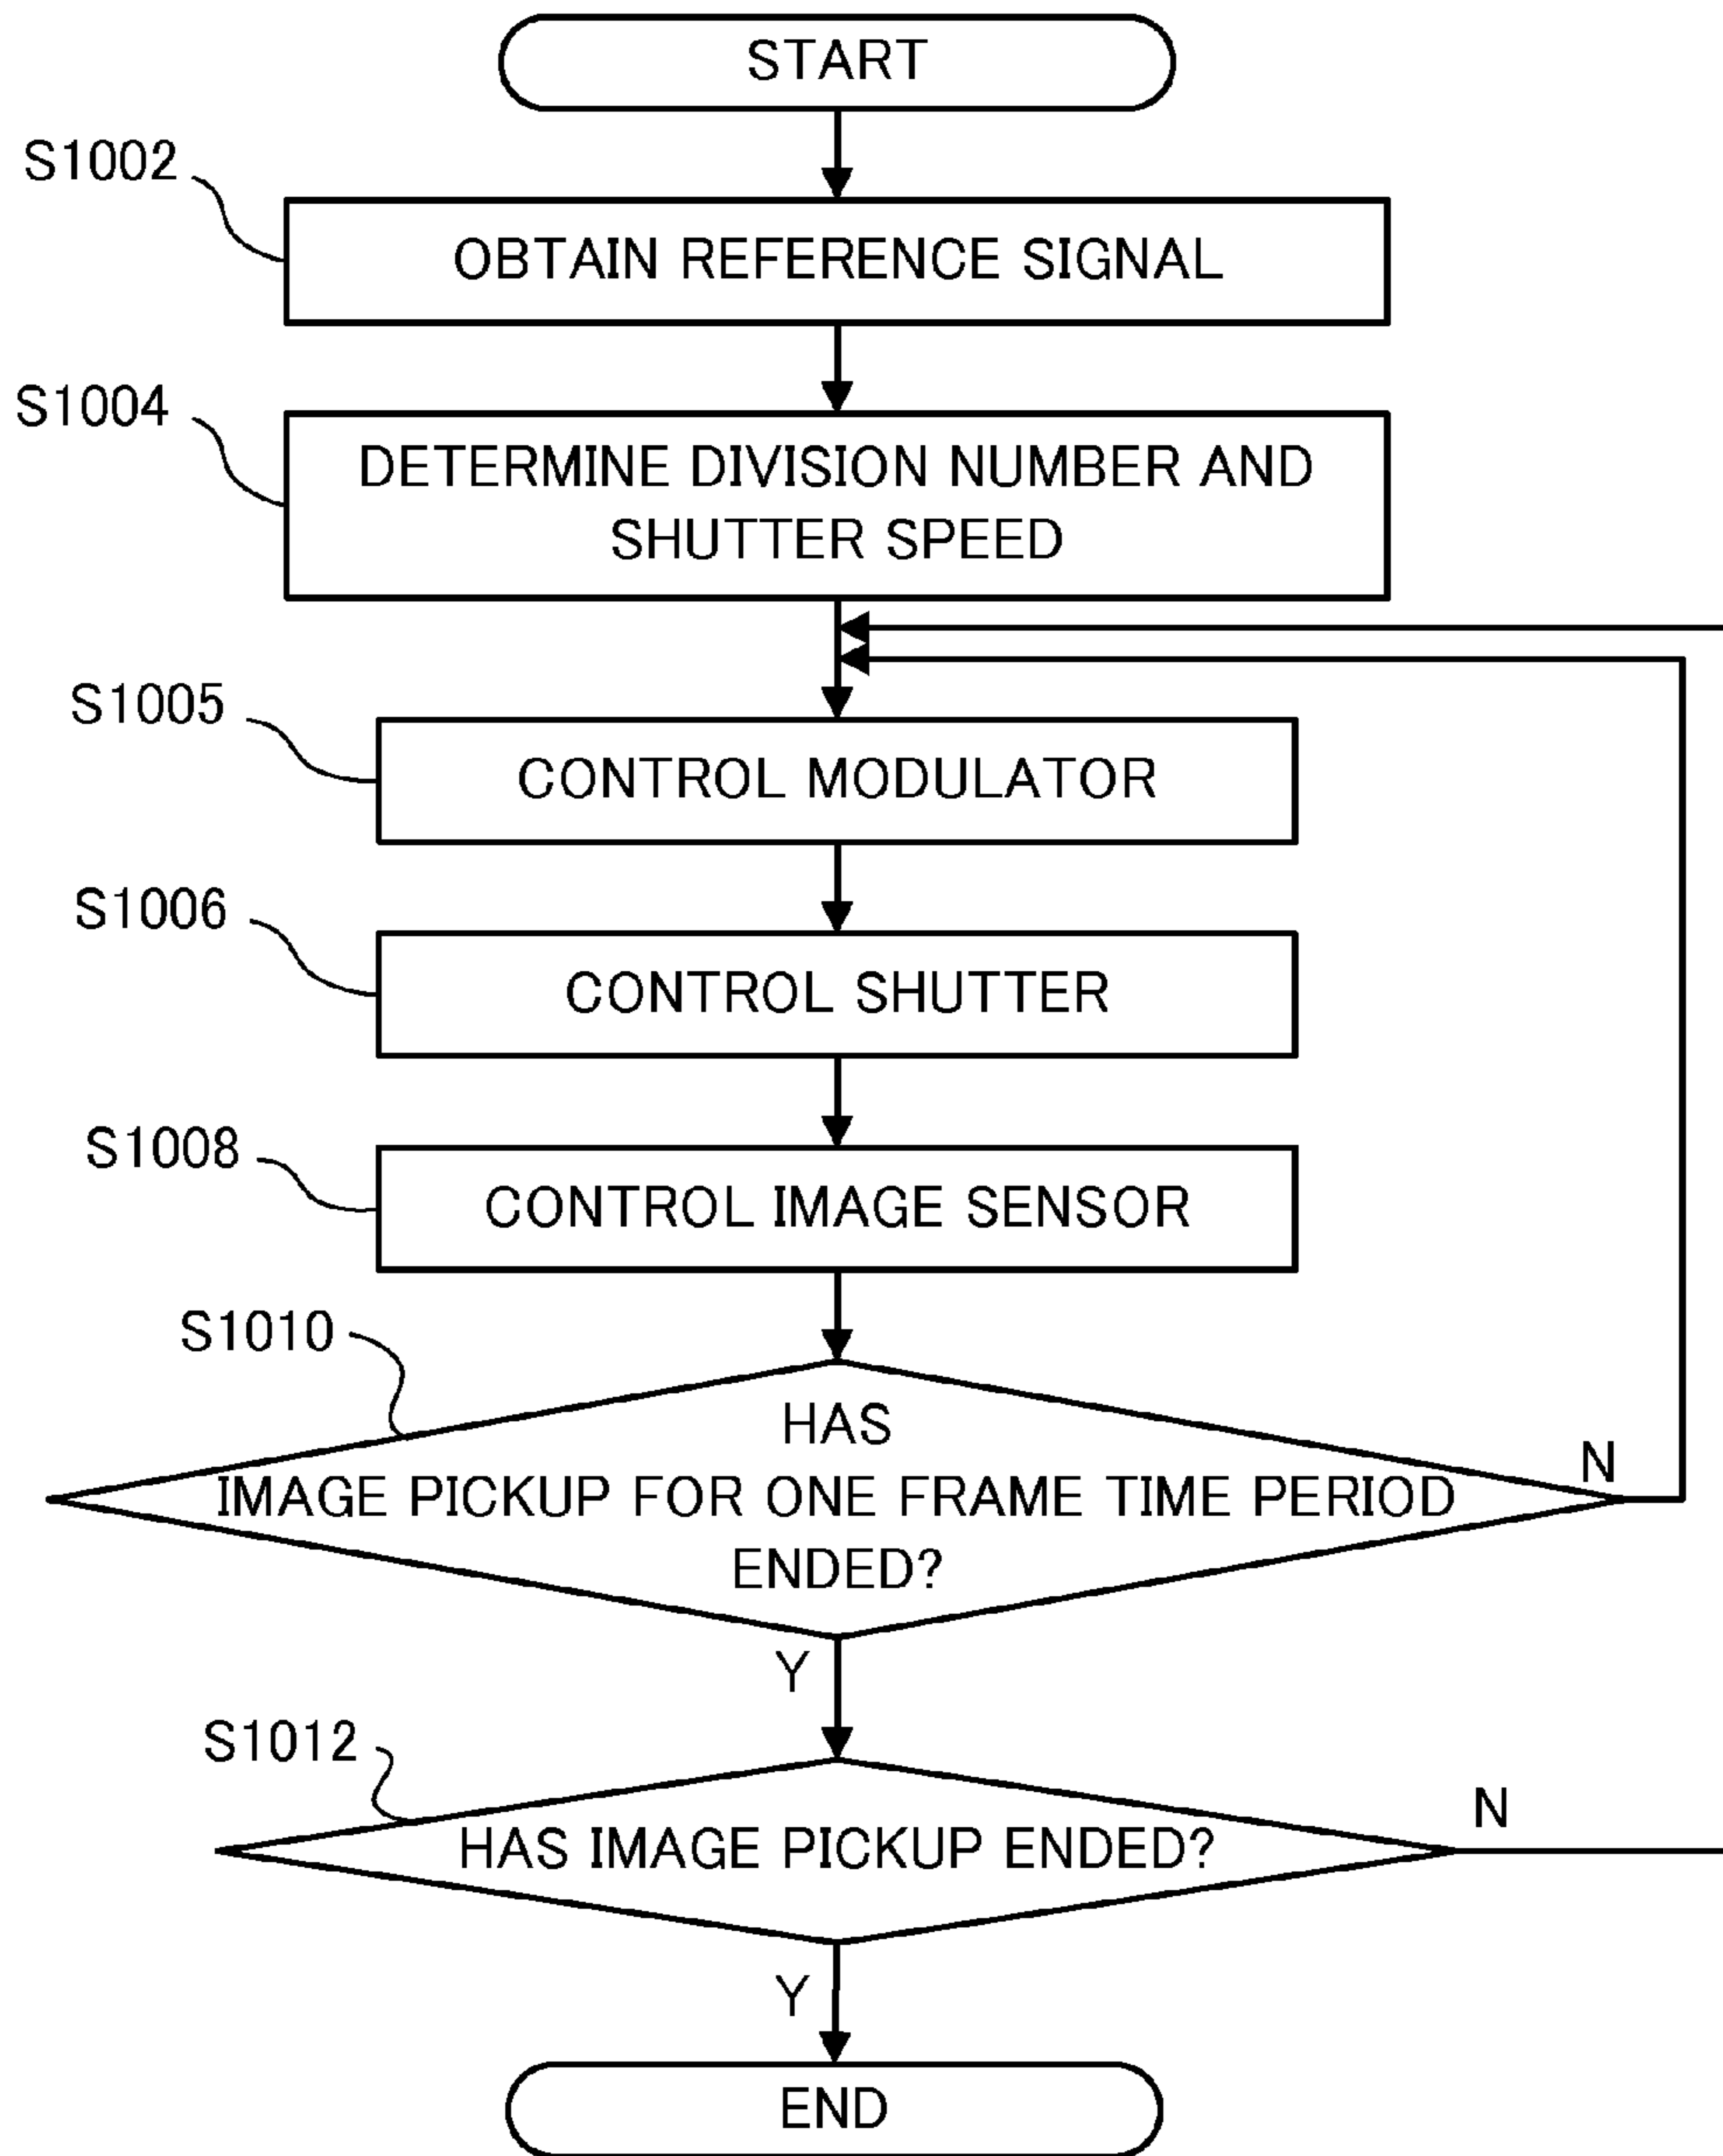 START
S1002
OBTAIN REFERENCE SIGNAL
S1004
DETERMINE DIVISION NUMBER AND
SHUTTER SPEED
S1005
CONTROL MODULATOR
S1006
CONTROL SHUTTER
S1008
CONTROL IMAGE SENSOR
S1010
HAS
IMAGE PICKUP FOR ONE FRAME TIME PERIOD
ENDED?
N
Y
S1012
HAS IMAGE PICKUP ENDED?
N
Y
END